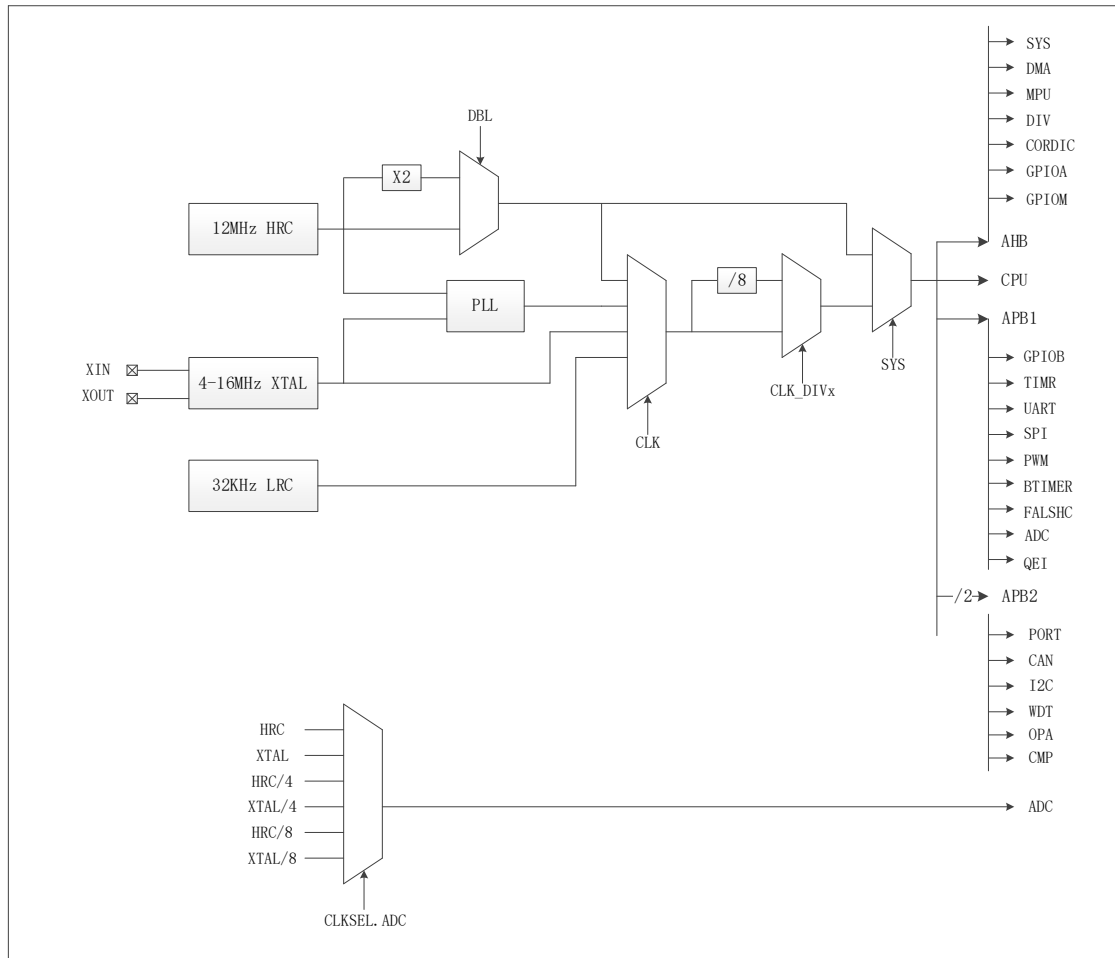 SYS
DMA
MPU
DBL
DIV
CORDIC
X2
GPIOA
GPIOM
12MHz HRC
AHB
/8
CPU
PLL
APB1
SYS
GPIOB
XIN
4-16MHz XTAL
TIMR
CLK_DIVx
XOUT
UART
CLK
SPI
PWM
32KHz LRC
BTIMER
FALSHC
ADC
QEI
/2
APB2
PORT
CAN
I2C
WDT
HRC
OPA
XTAL
CMP
HRC/4
XTAL/4
ADC
HRC/8
XTAL/8
CLKSEL.ADC